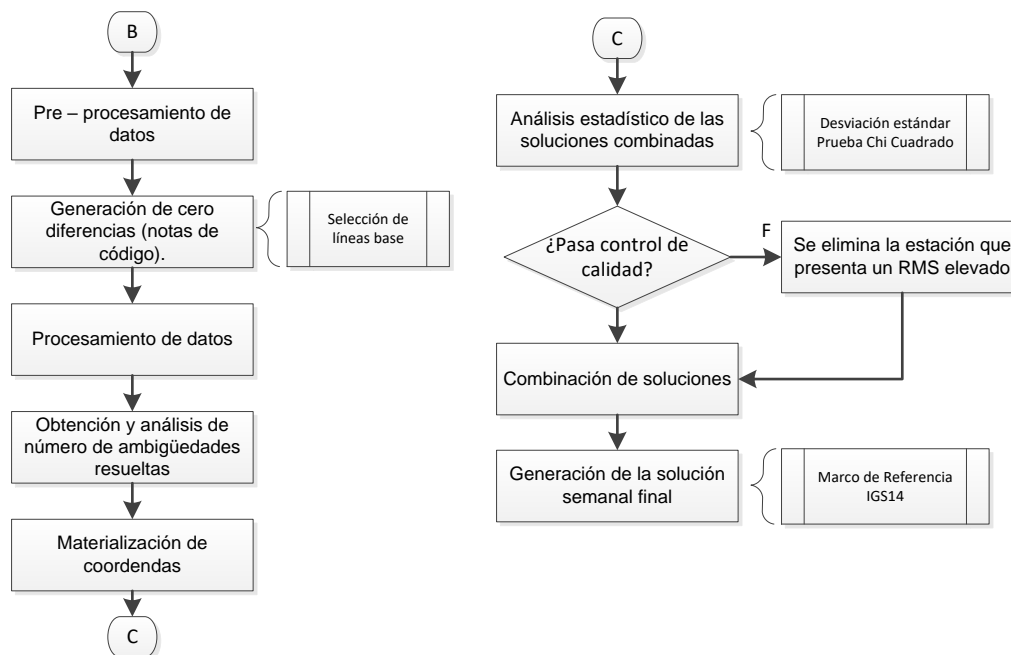 B
Pre – procesamiento de
datos
Generación de cero
diferencias (notas de
código).
Selección de
líneas base
Procesamiento de datos
Obtención y análisis de
número de ambigüedades
resueltas
Materialización de
coordendas
C
C
Análisis estadístico de las
soluciones combinadas
Desviación estándar
Prueba Chi Cuadrado
¿Pasa control de
calidad?
F
Se elimina la estación que
presenta un RMS elevado
Combinación de soluciones
Generación de la solución
semanal final
Marco de Referencia
IGS14